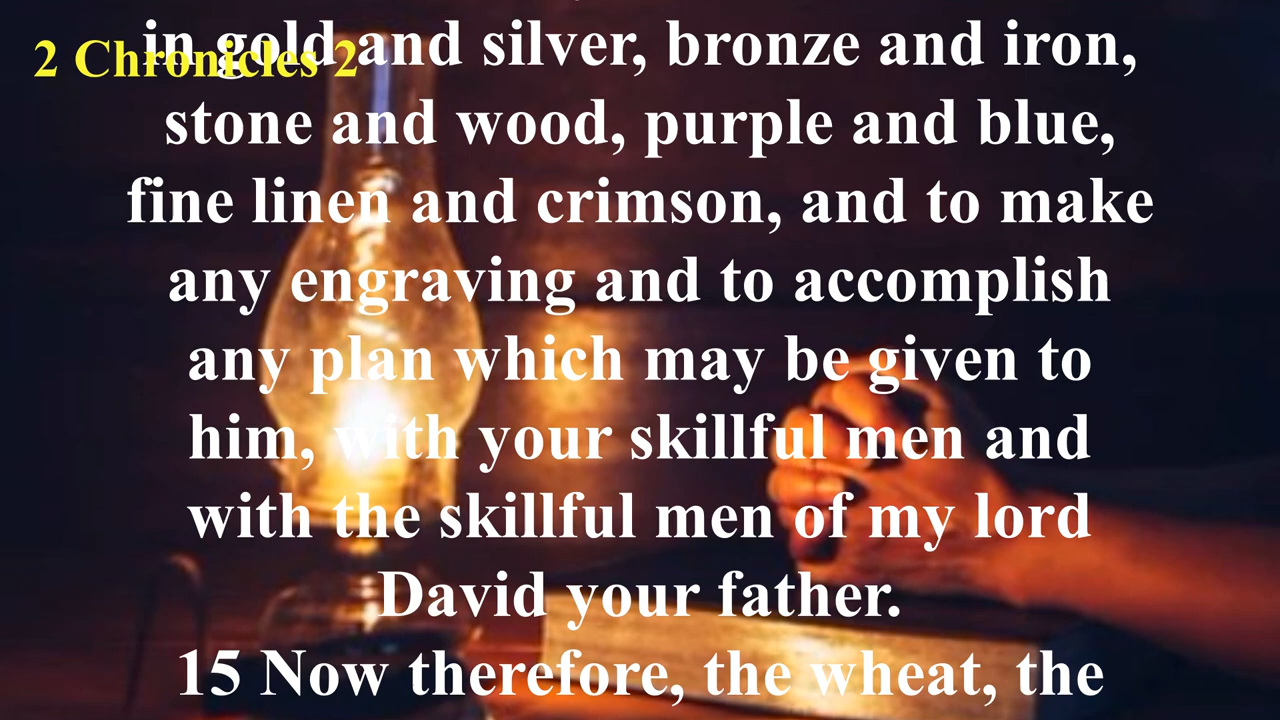 2 Chronicles 2
in gold and silver, bronze and iron,
stone and wood, purple and blue,
fine linen and crimson, and to make
any engraving and to accomplish
any plan which may be given to
him, with your skillful men and
with the skillful men of my lord
David your father.
15 Now therefore, the wheat, the